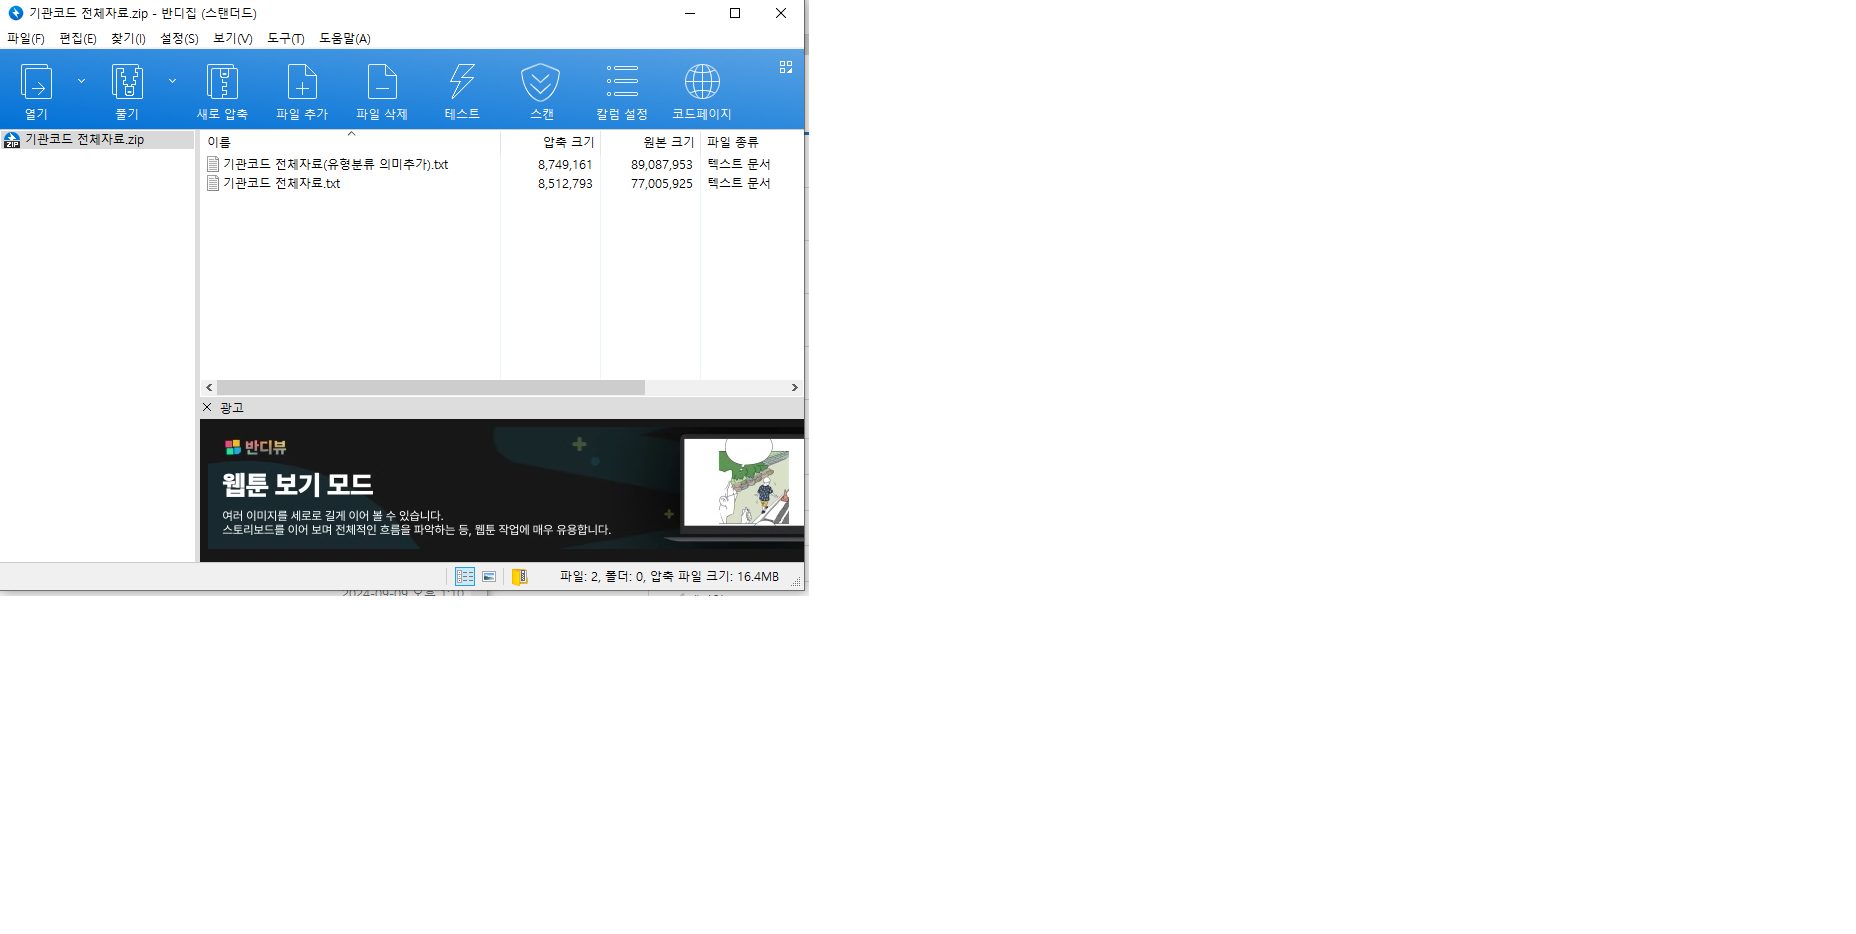 기관코드 전체자료.zip - 반디집 (스탠더드)
파일(F) 편집(E) 찾기(I) 설정(S) 보기(V) 도구(T) 도움말(A)
열기 풀기 새로 압축 파일 추가 파일 삭제 테스트 스캔 칼럼 설정 코드페이지
기관코드 전체자료.zip
이름 압축 크기 원본 크기 파일 종류
기관코드 전체자료(유형분류 의미추가).txt 8,749,161 89,087,953 텍스트 문서
기관코드 전체자료.txt 8,512,793 77,005,925 텍스트 문서
광고
반디뷰
웹툰 보기 모드
여러 이미지를 세로로 길게 이어 볼 수 있습니다.
스토리보드를 이어 보며 전체적인 흐름을 파악하는 등, 웹툰 작업에 매우 유용합니다.
파일: 2, 폴더: 0, 압축 파일 크기: 16.4MB
2024-09-09 오후 1:10